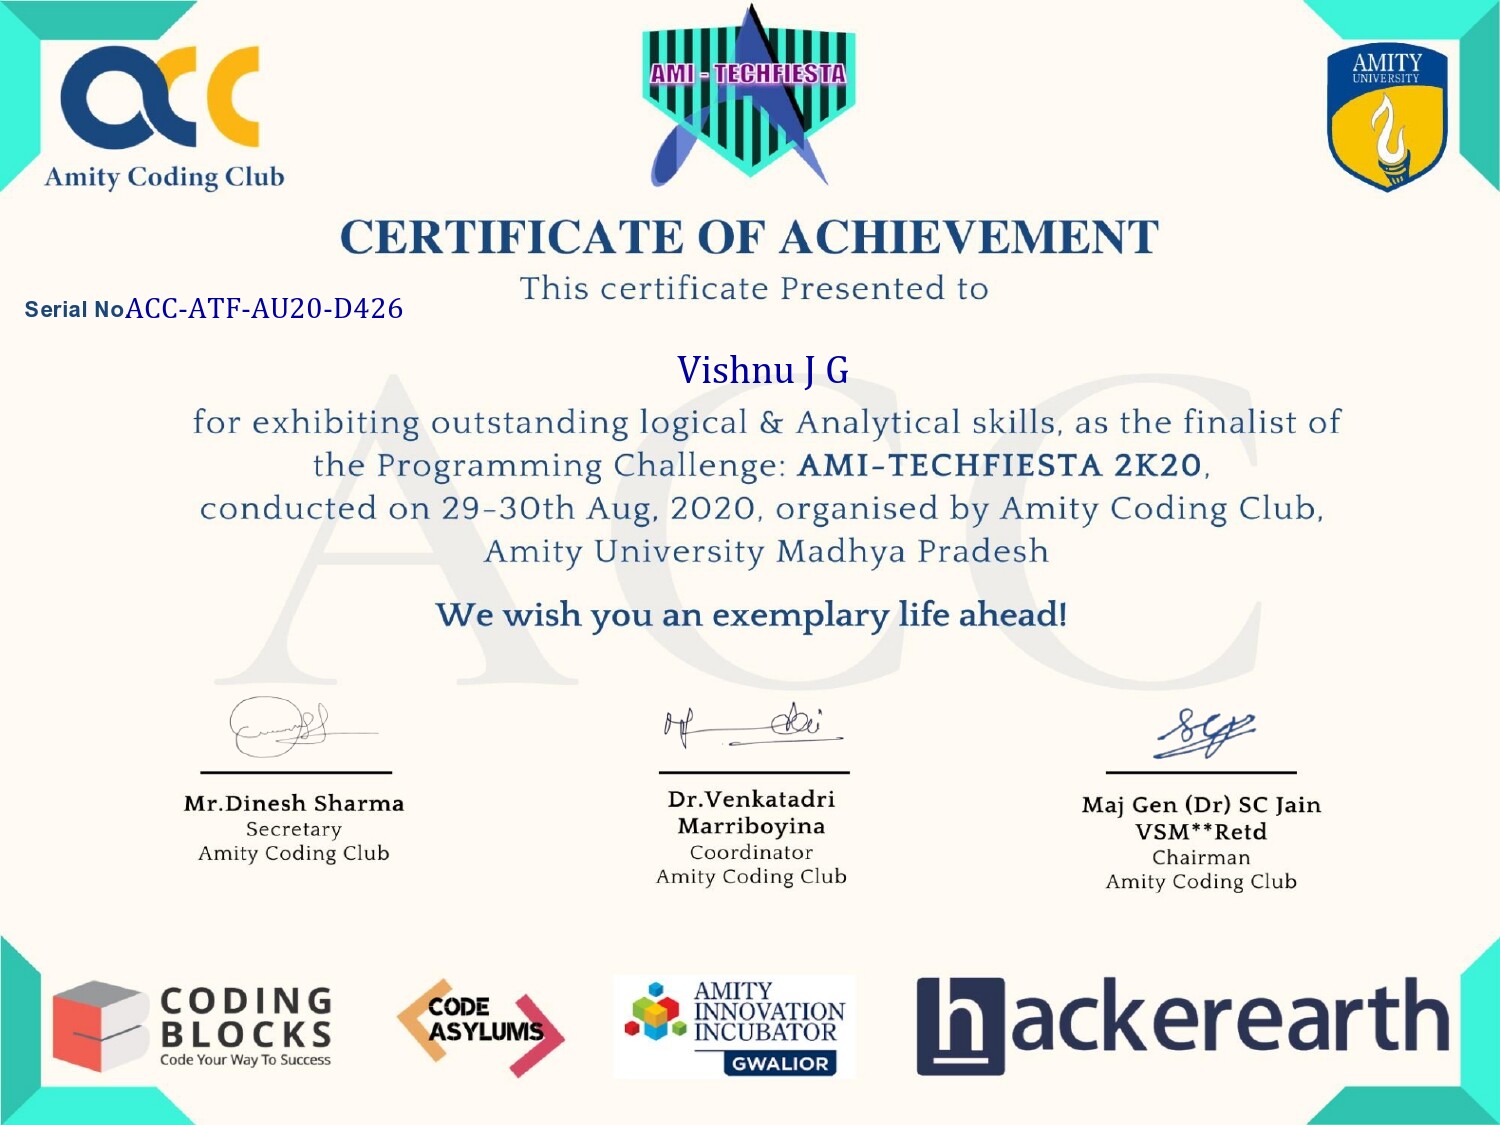 acc
Amity Coding Club
AMI - TECHFIESTA
AMITY
UNIVERSITY
CERTIFICATE OF ACHIEVEMENT
This certificate Presented to
Serial No ACC-ATF-AU20-D426
Vishnu J G
ACC
for exhibiting outstanding logical & Analytical skills, as the finalist of
the Programming Challenge: AMI-TECHFIESTA 2K20,
conducted on 29-30th Aug, 2020, organised by Amity Coding Club,
Amity University Madhya Pradesh
We wish you an exemplary life ahead!
Mr.Dinesh Sharma
Secretary
Amity Coding Club
Dr.Venkatadri
Marriboyina
Coordinator
Amity Coding Club
Maj Gen (Dr) SC Jain
VSM**Retd
Chairman
Amity Coding Club
CODING
BLOCKS
Code Your Way To Success
CODE
ASYLUMS
AMITY
INNOVATION
INCUBATOR
GWALIOR
hackerearth